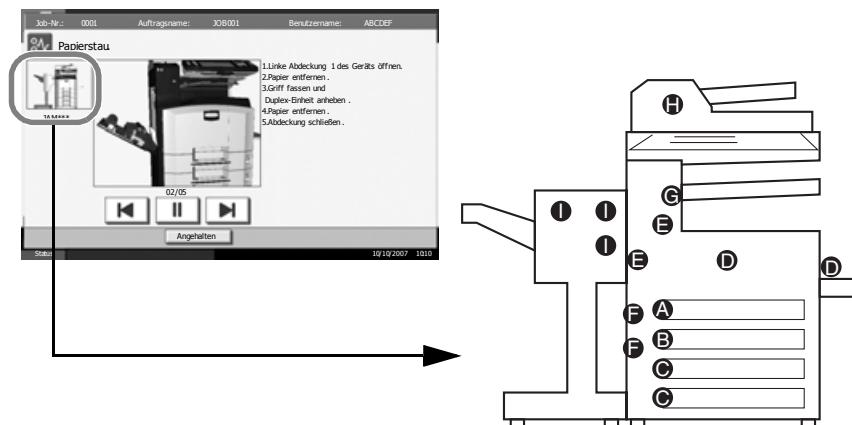 Job-Nr.: 0001 Auftragsname: JOB001 Benutzername: ABCDEF
Papierstau
JAM***
1.Linke Abdeckung 1 des Geräts öffnen.
2.Papier entfernen.
3.Griff fassen und
Duplex-Einheit anheben.
4.Papier entfernen.
5.Abdeckung schließen.
02/05
Angehalten
Status 10/10/2007 10:10
H
G
I I
E
I
E D D
F A
F B
C
C